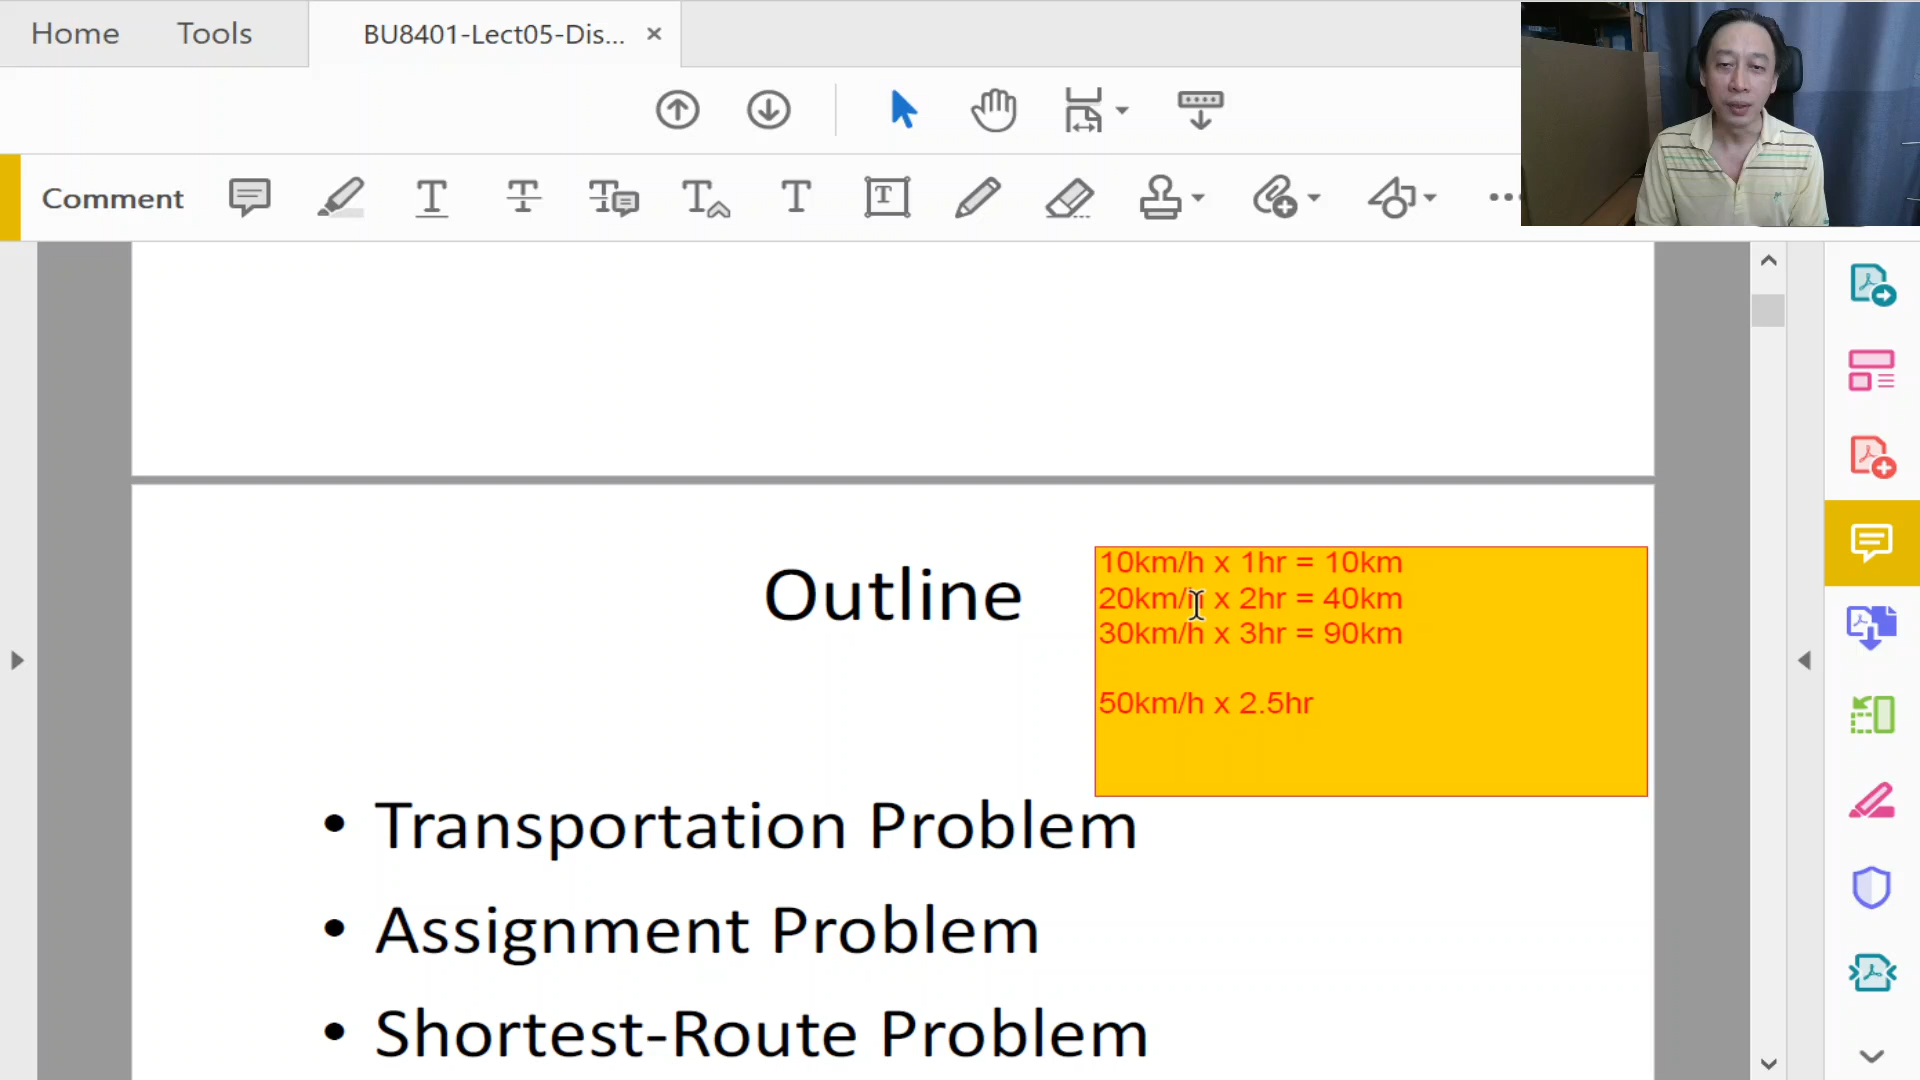 Home Tools BU8401-Lect05-Dis... ×
Comment
Outline
10km/h x 1hr = 10km
20km/h x 2hr = 40km
30km/h x 3hr = 90km
50km/h x 2.5hr
• Transportation Problem
• Assignment Problem
• Shortest-Route Problem